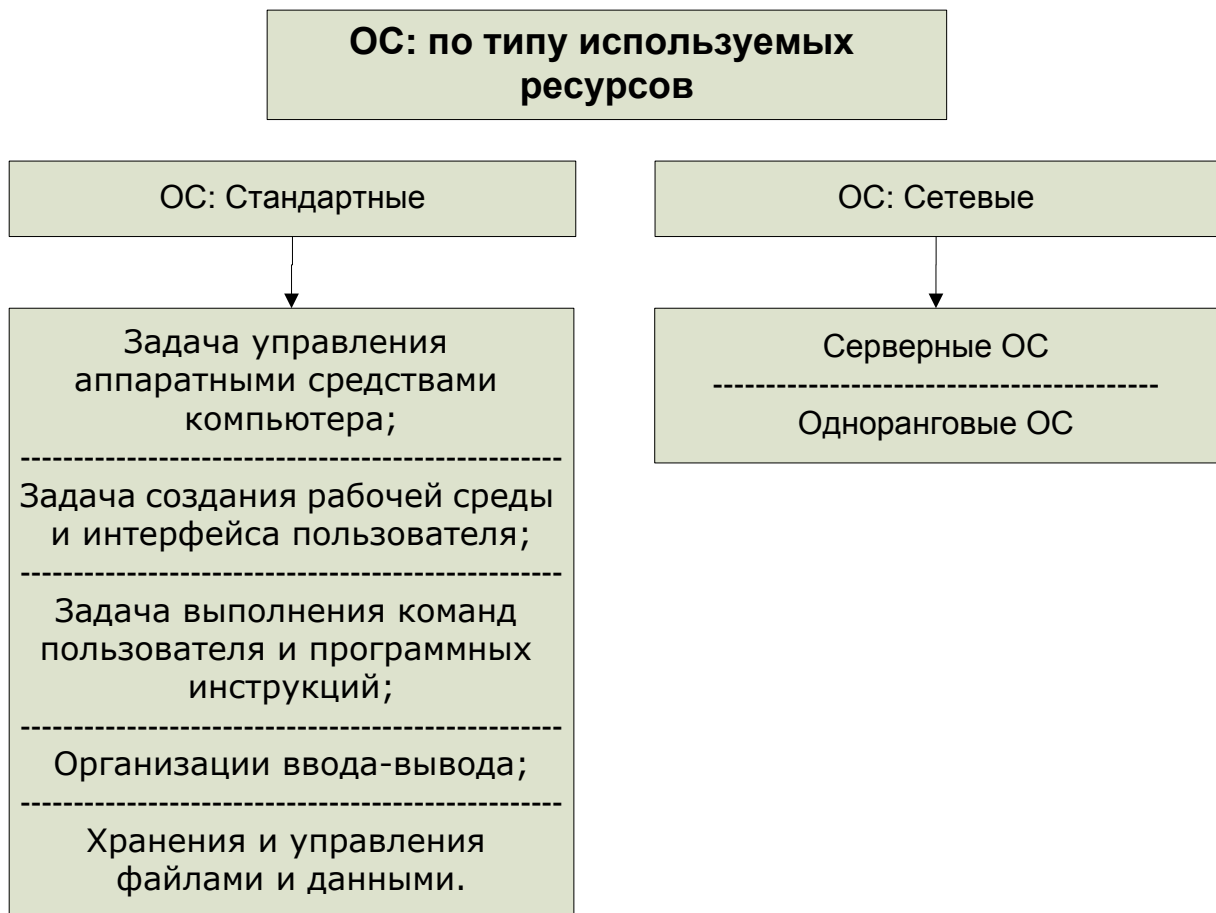 ОС: по типу используемых
ресурсов
ОС: Стандартные
Задача управления
аппаратными средствами
компьютера;
--------------------------------------------------
Задача создания рабочей среды
и интерфейса пользователя;
--------------------------------------------------
Задача выполнения команд
пользователя и программных
инструкций;
--------------------------------------------------
Организации ввода-вывода;
--------------------------------------------------
Хранения и управления
файлами и данными.
ОС: Сетевые
Серверные ОС
------------------------------------------
Одноранговые ОС